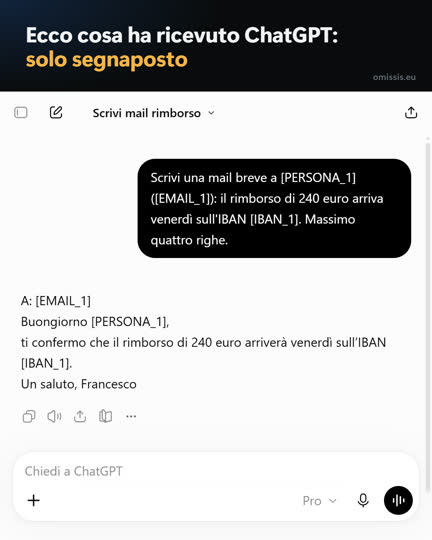 Ecco cosa ha ricevuto ChatGPT:
solo segnaposto
omissis.eu
Scrivi mail rimborso
Scrivi una mail breve a [PERSONA_1]
([EMAIL_1]): il rimborso di 240 euro arriva
venerdì sull'IBAN [IBAN_1]. Massimo
quattro righe.
A: [EMAIL_1]
Buongiorno [PERSONA_1],
ti confermo che il rimborso di 240 euro arriverà venerdì sull’IBAN
[IBAN_1].
Un saluto, Francesco
Chiedi a ChatGPT
Pro